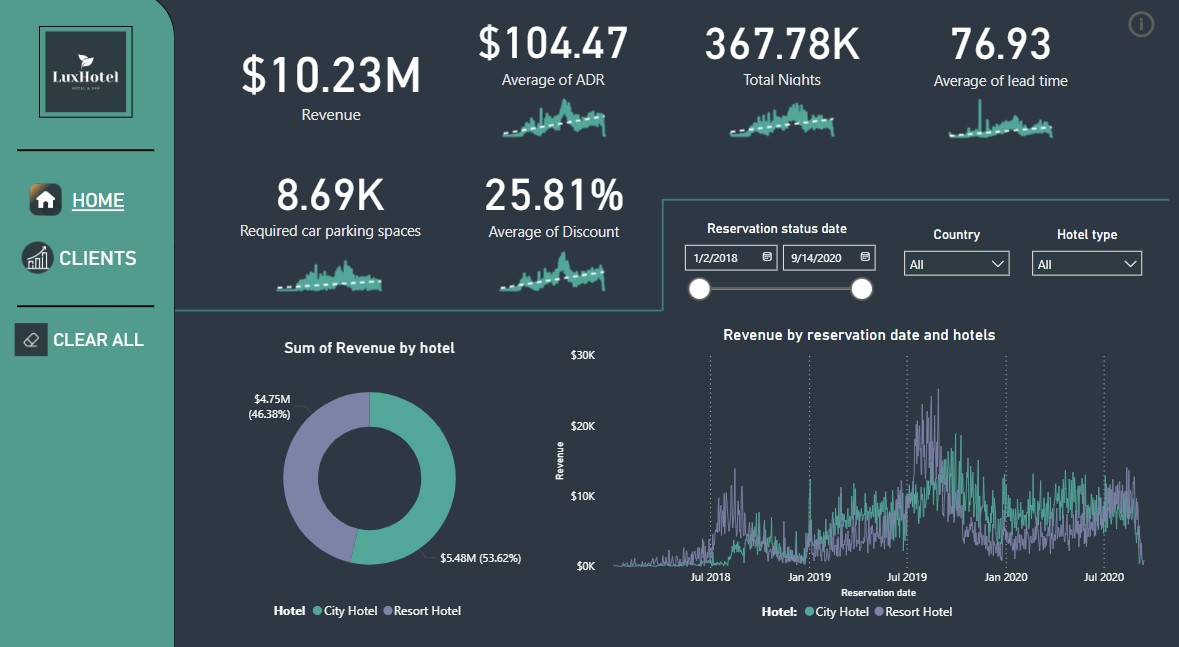 LuxHotel
HOTEL & SPA
HOME
CLIENTS
CLEAR ALL
$10.23M
Revenue
$104.47
Average of ADR
367.78K
Total Nights
76.93
Average of lead time
8.69K
Required car parking spaces
25.81%
Average of Discount
Reservation status date
1/2/2018
9/14/2020
Country
All
Hotel type
All
Sum of Revenue by hotel
$4.75M
(46.38%)
$5.48M (53.62%)
Hotel City Hotel Resort Hotel
Revenue by reservation date and hotels
Revenue
$30K
$20K
$10K
$0K
Jul 2018 Jan 2019 Jul 2019 Jan 2020 Jul 2020
Reservation date
Hotel: City Hotel Resort Hotel